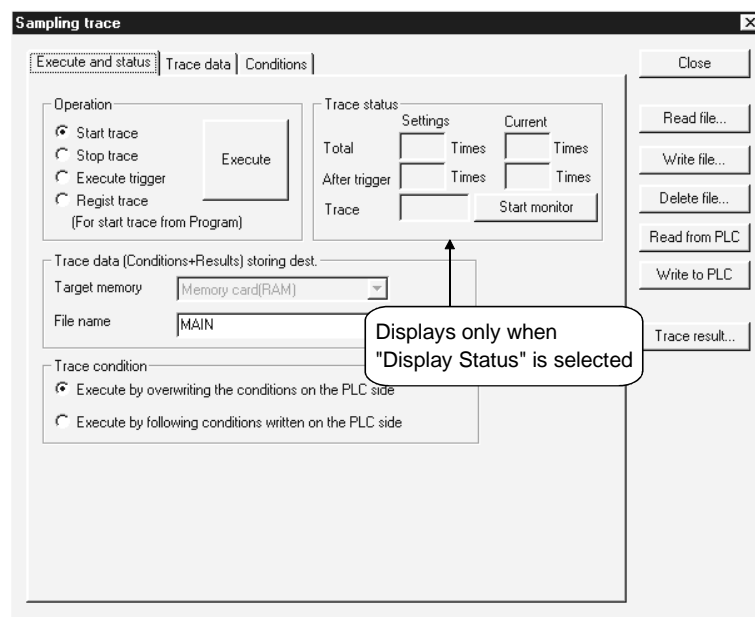 Sampling trace
Execute and status Trace data Conditions
Close
Read file...
Write file...
Delete file...
Read from PLC
Write to PLC
Trace result...
Operation
Start trace
Stop trace
Execute trigger
Regist trace
(For start trace from Program)
Execute
Trace status
Settings Current
Total Times Times
After trigger Times Times
Trace Start monitor
Trace data (Conditions+Results) storing dest.
Target memory Memory card(RAM)
File name MAIN
Displays only when
"Display Status" is selected
Trace condition
Execute by overwriting the conditions on the PLC side
Execute by following conditions written on the PLC side